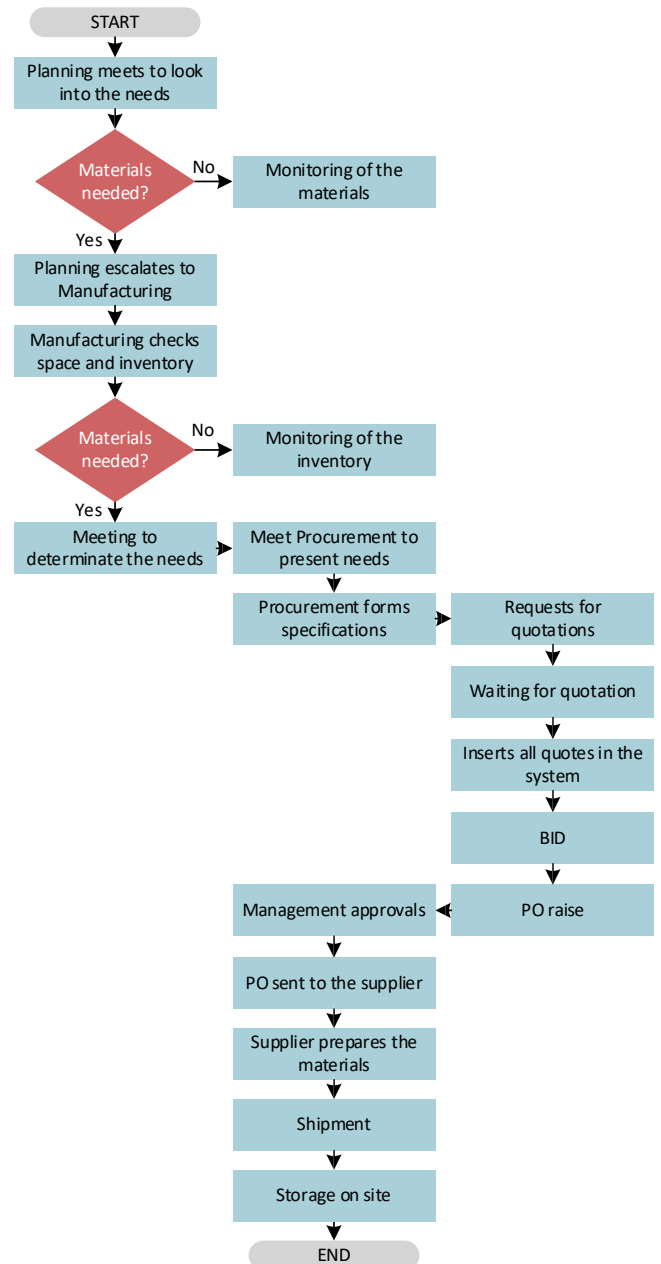 START
Planning meets to look
into the needs
Materials
needed?
No
Monitoring of the
materials
Yes
Planning escalates to
Manufacturing
Manufacturing checks
space and inventory
Materials
needed?
No
Monitoring of the
inventory
Yes
Meeting to
determinate the needs
Meet Procurement to
present needs
Procurement forms
specifications
Requests for
quotations
Waiting for quotation
Inserts all quotes in the
system
BID
PO raise
Management approvals
PO sent to the supplier
Supplier prepares the
materials
Shipment
Storage on site
END